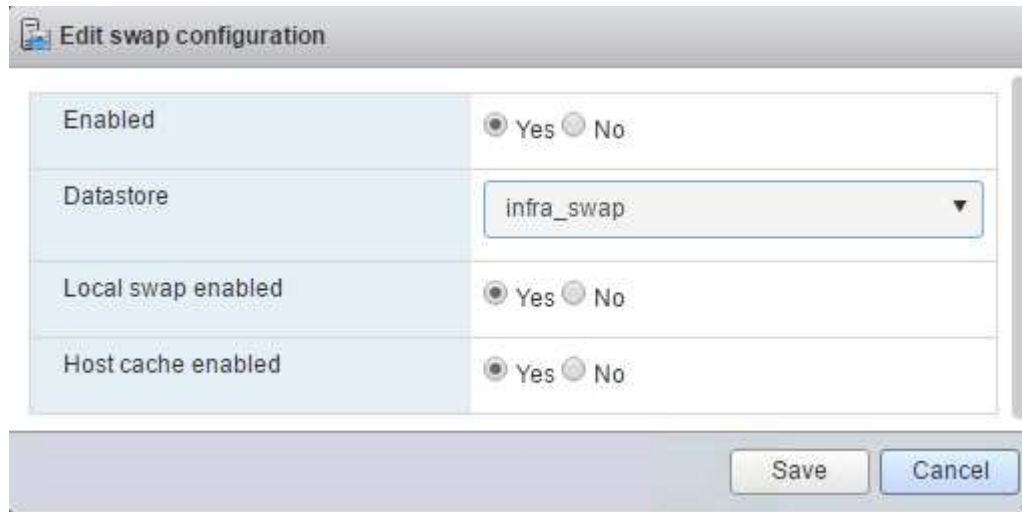 Edit swap configuration
Enabled Yes No
Datastore infra_swap
Local swap enabled Yes No
Host cache enabled Yes No
Save Cancel